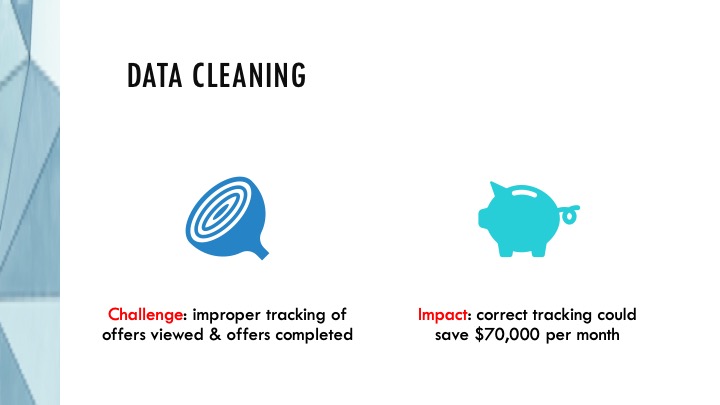 DATA CLEANING
Challenge: improper tracking of
offers viewed & offers completed
Impact: correct tracking could
save $70,000 per month